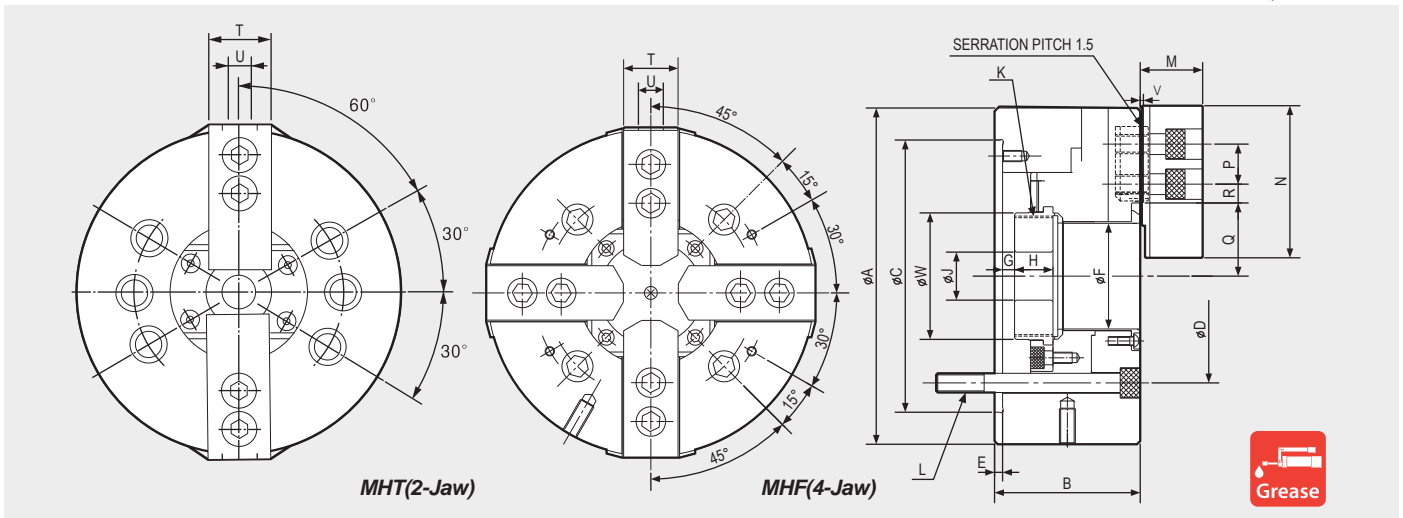 T
U
60°
30°
30°
MHT(2-Jaw)
T
U
45°
15°
30°
30°
15°
45°
MHF(4-Jaw)
SERRATION PITCH 1.5
K
M
V
P
R
N
Q
G
H
øA
øC
øW
øJ
øF
øD
L
E
B
Grease